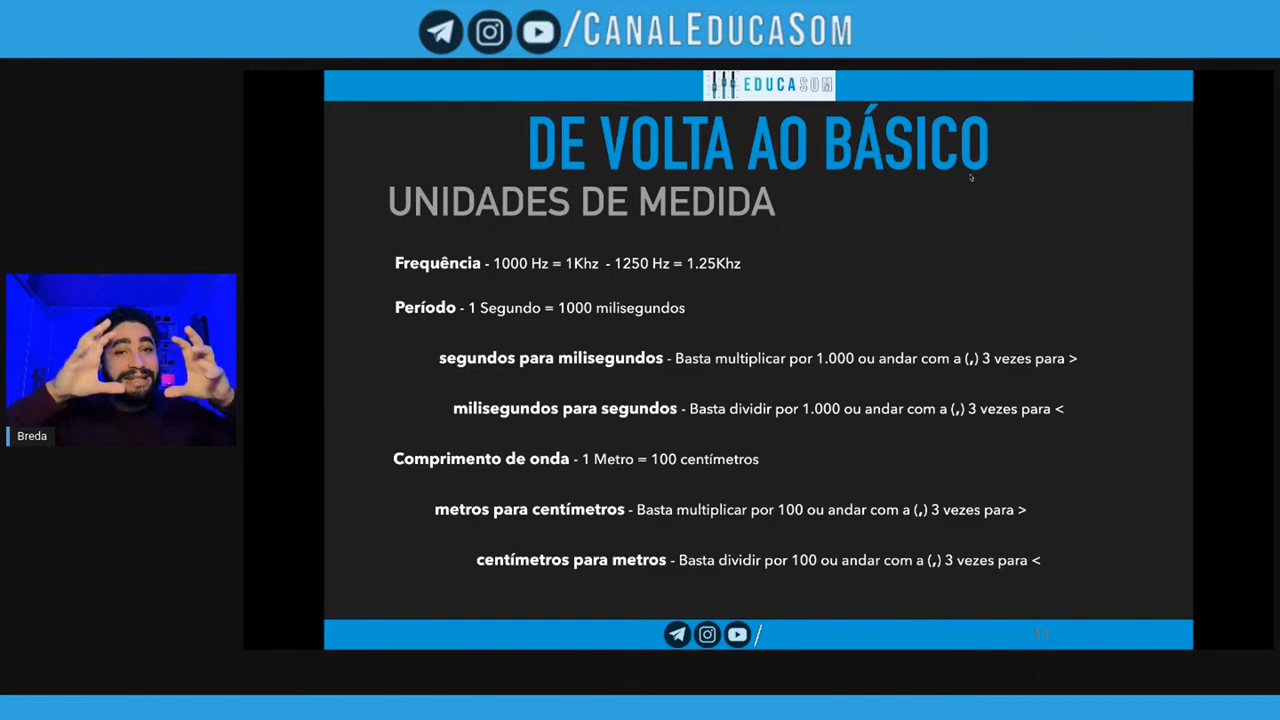 /CANALEDUCASOM
EDUCASOM
DE VOLTA AO BÁSICO
UNIDADES DE MEDIDA
Frequência - 1000 Hz = 1Khz - 1250 Hz = 1.25Khz
Período - 1 Segundo = 1000 milisegundos
segundos para milisegundos - Basta multiplicar por 1.000 ou andar com a (,) 3 vezes para >
milisegundos para segundos - Basta dividir por 1.000 ou andar com a (,) 3 vezes para <
Breda
Comprimento de onda - 1 Metro = 100 centímetros
metros para centímetros - Basta multiplicar por 100 ou andar com a (,) 3 vezes para >
centímetros para metros - Basta dividir por 100 ou andar com a (,) 3 vezes para <
/
11